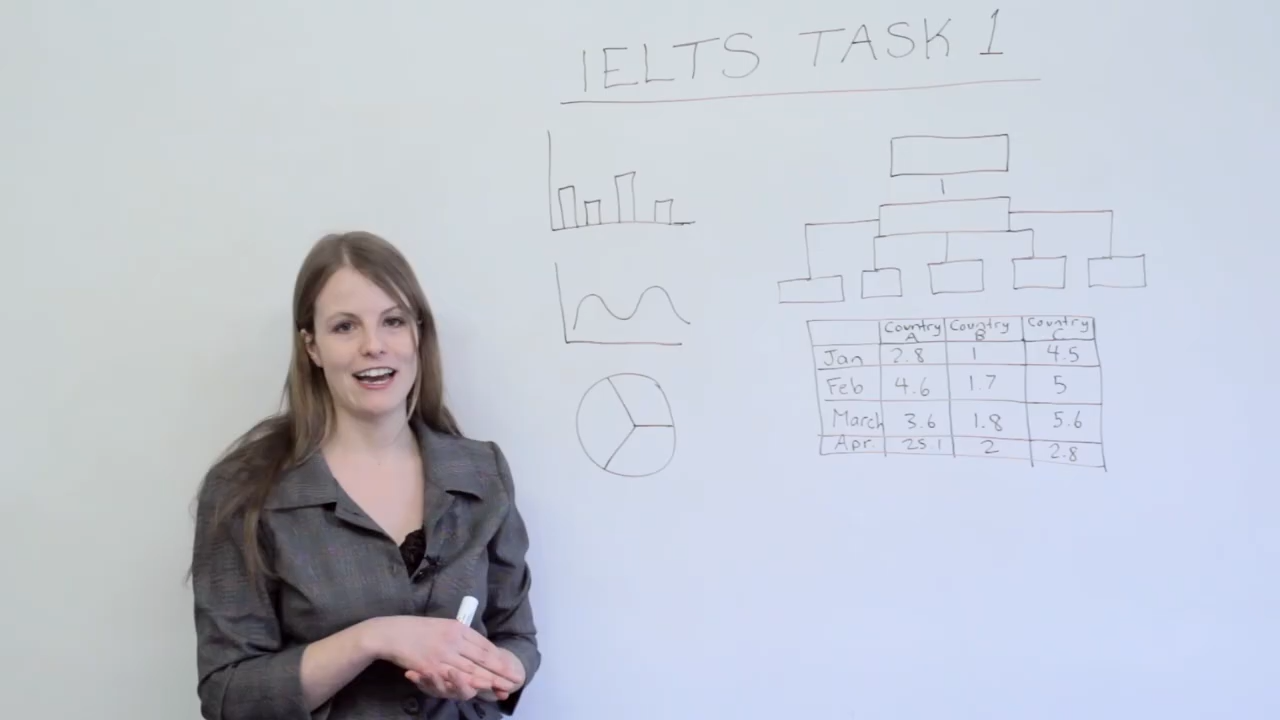 IELTS TASK 1
Country A Country B Country C
Jan 2.8 1 4.5
Feb 4.6 1.7 5
March 3.6 1.8 5.6
Apr. 25.1 2 2.8